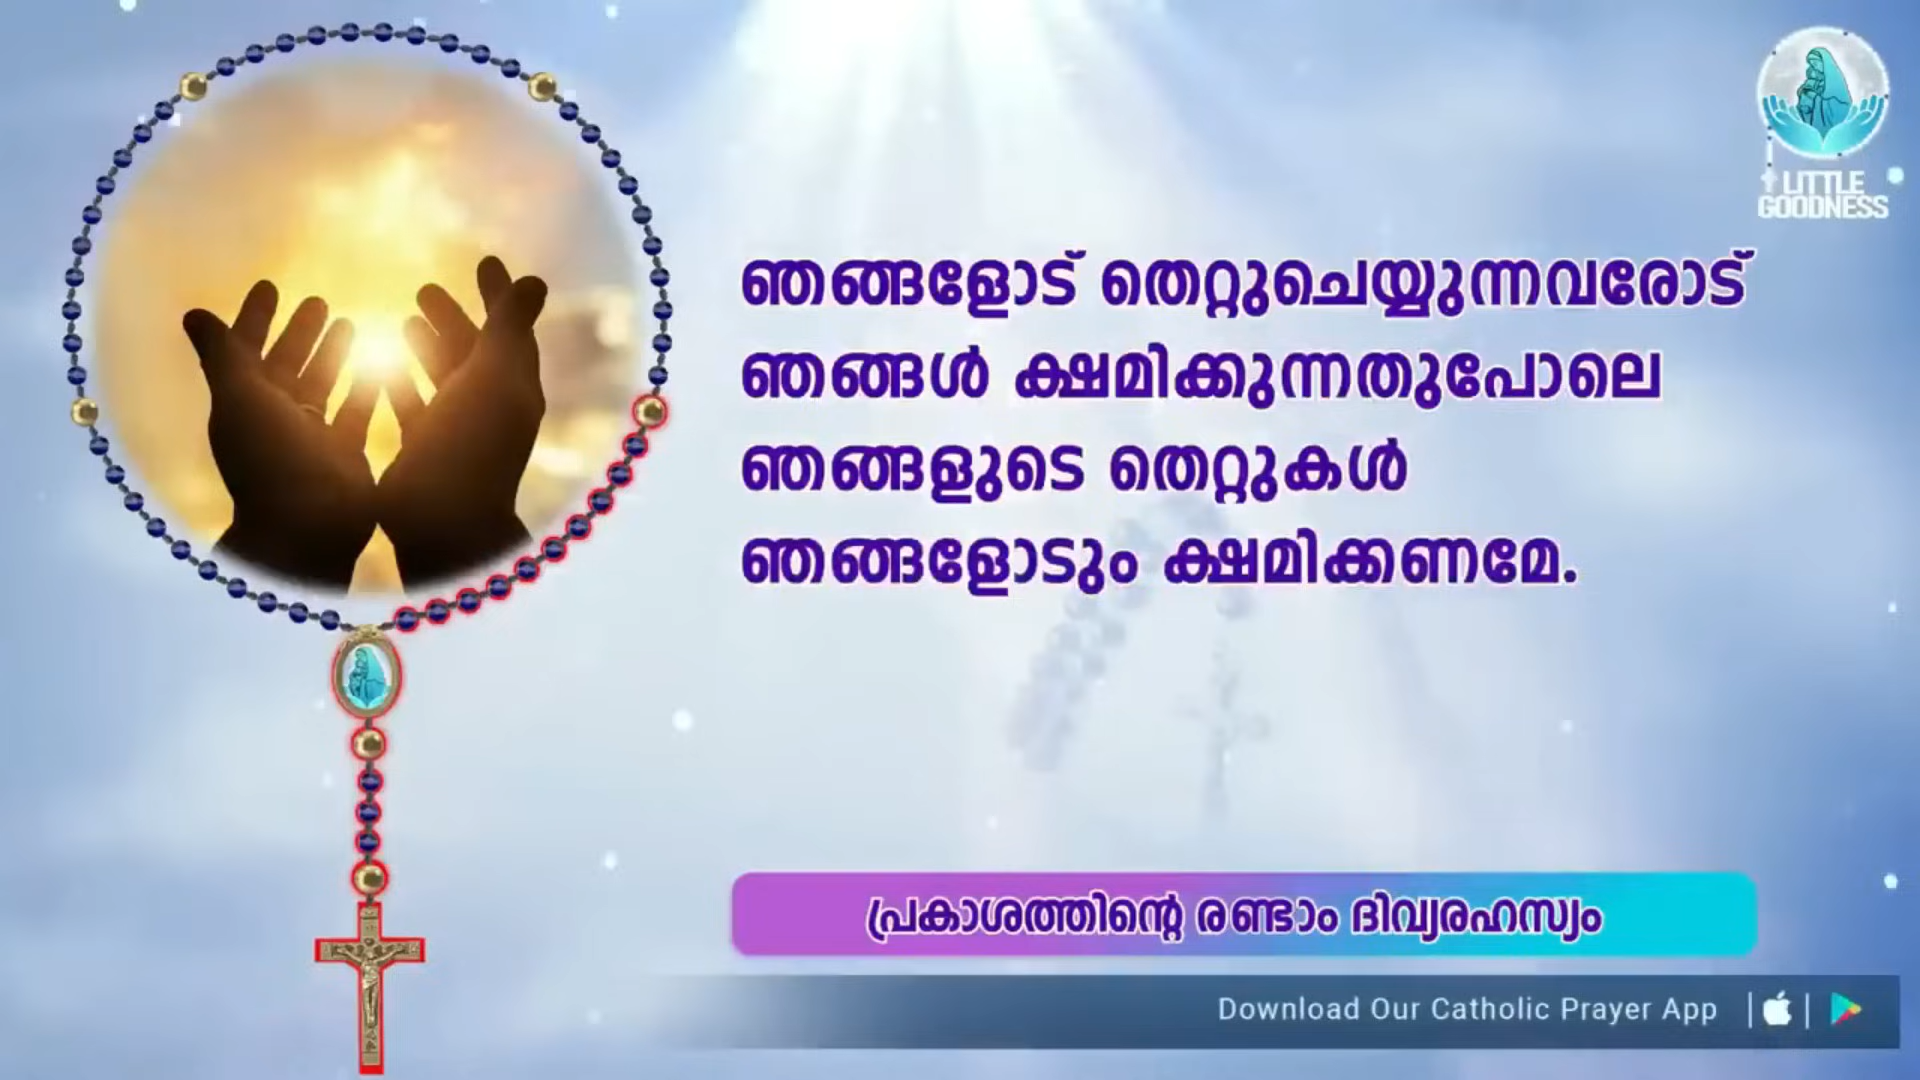 LITTLE
GOODNESS
ഞങ്ങളോട് തെറ്റുചെയ്യുന്നവരോട്
ഞങ്ങൾ ക്ഷമിക്കുന്നതുപോലെ
ഞങ്ങളുടെ തെറ്റുകൾ
ഞങ്ങളോടും ക്ഷമിക്കണമേ.
പ്രകാശത്തിന്റെ രണ്ടാം ദിവ്യരഹസ്യം
Download Our Catholic Prayer App